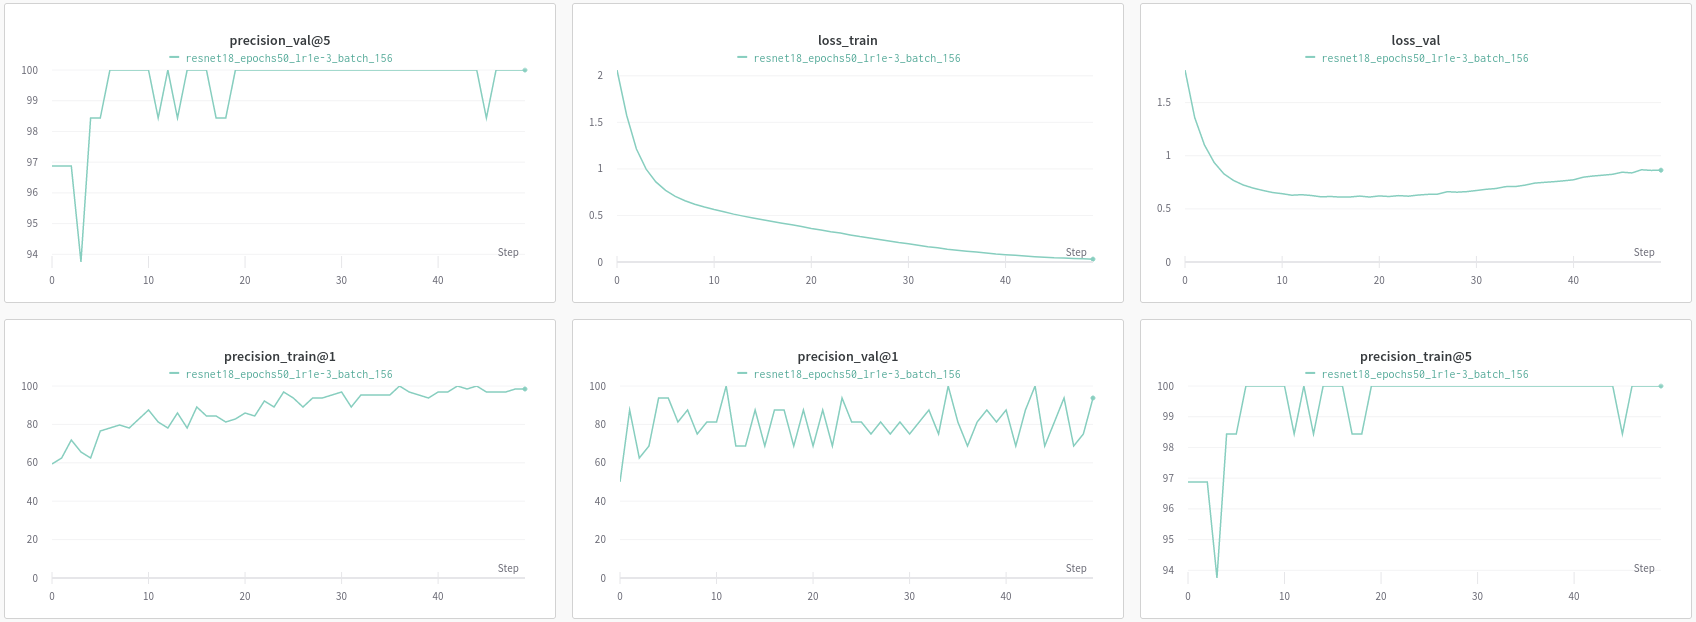 precision_val@5
resnet18_epochs50_lr1e-3_batch_156
100
99
98
97
96
95
94
Step
0 10 20 30 40
loss_train
resnet18_epochs50_lr1e-3_batch_156
2
1.5
1
0.5
0
Step
0 10 20 30 40
loss_val
resnet18_epochs50_lr1e-3_batch_156
1.5
1
0.5
0
Step
0 10 20 30 40
precision_train@1
resnet18_epochs50_lr1e-3_batch_156
100
80
60
40
20
0
Step
0 10 20 30 40
precision_val@1
resnet18_epochs50_lr1e-3_batch_156
100
80
60
40
20
0
Step
0 10 20 30 40
precision_train@5
resnet18_epochs50_lr1e-3_batch_156
100
99
98
97
96
95
94
Step
0 10 20 30 40